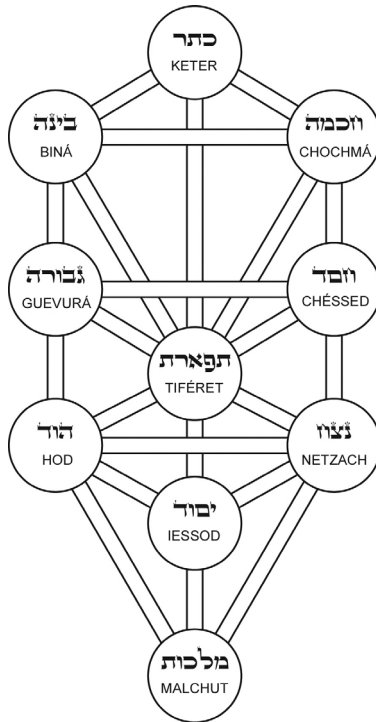 כתר
KETER
בינה
BINÁ
חכמה
CHOCHMÁ
גבורה
GUEVURÁ
חסד
CHÉSSED
תפארת
TIFÉRET
הוד
HOD
נצח
NETZACH
יסוד
IESSOD
מלכות
MALCHUT